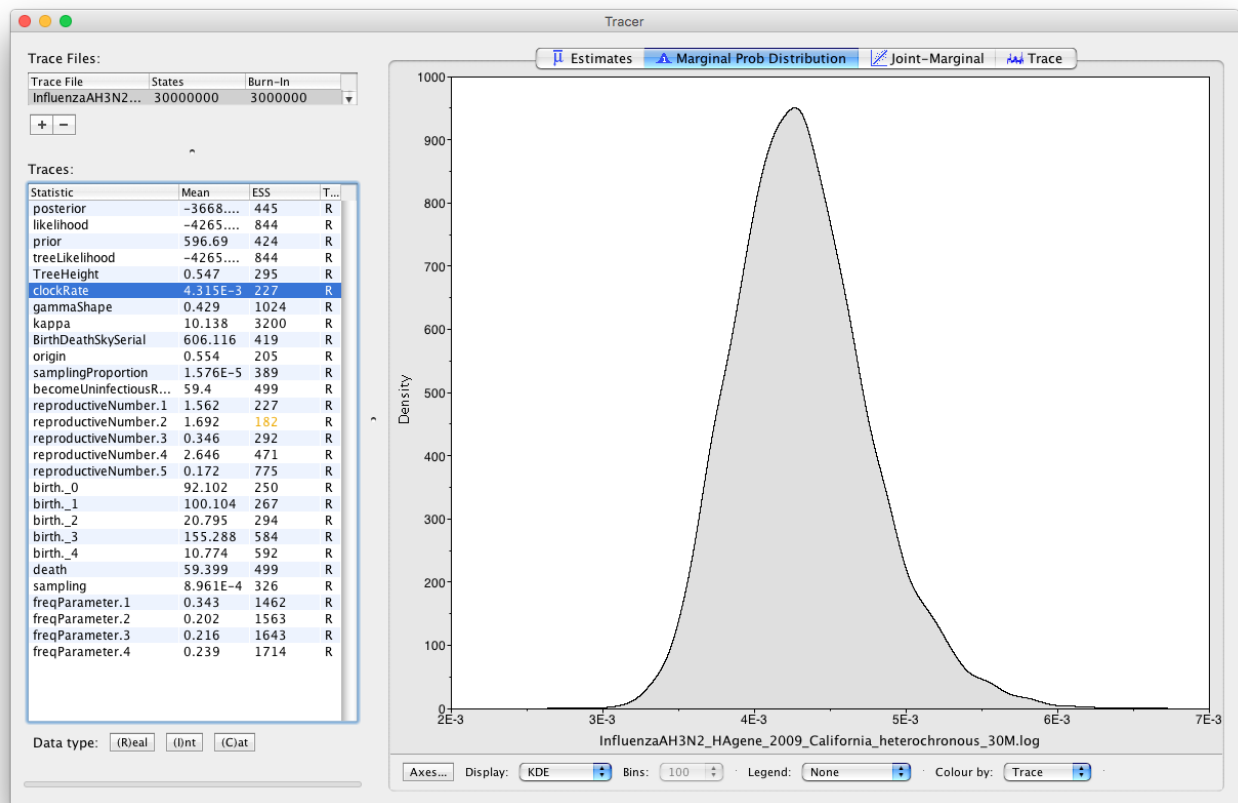 Tracer
Trace Files:
Trace File States Burn-In
InfluenzaAH3N2... 30000000 3000000
+ −
Traces:
Statistic Mean ESS T...
posterior -3668.... 445 R
likelihood -4265.... 844 R
prior 596.69 424 R
treeLikelihood -4265.... 844 R
TreeHeight 0.547 295 R
clockRate 4.315E-3 227 R
gammaShape 0.429 1024 R
kappa 10.138 3200 R
BirthDeathSkySerial 606.116 419 R
origin 0.554 205 R
samplingProportion 1.576E-5 389 R
becomeUninfectiousR... 59.4 499 R
reproductiveNumber.1 1.562 227 R
reproductiveNumber.2 1.692 182 R
reproductiveNumber.3 0.346 292 R
reproductiveNumber.4 2.646 471 R
reproductiveNumber.5 0.172 775 R
birth._0 92.102 250 R
birth._1 100.104 267 R
birth._2 20.795 294 R
birth._3 155.288 584 R
birth._4 10.774 592 R
death 59.399 499 R
sampling 8.961E-4 326 R
freqParameter.1 0.343 1462 R
freqParameter.2 0.202 1563 R
freqParameter.3 0.216 1643 R
freqParameter.4 0.239 1714 R
Data type: (R)eal (I)nt (C)at
μ Estimates Marginal Prob Distribution Joint-Marginal Trace
1000
900
800
700
600
500
400
300
200
100
0
Density
2E-3 3E-3 4E-3 5E-3 6E-3 7E-3
InfluenzaAH3N2_HAgene_2009_California_heterochronous_30M.log
Axes... Display: KDE Bins: 100 Legend: None Colour by: Trace